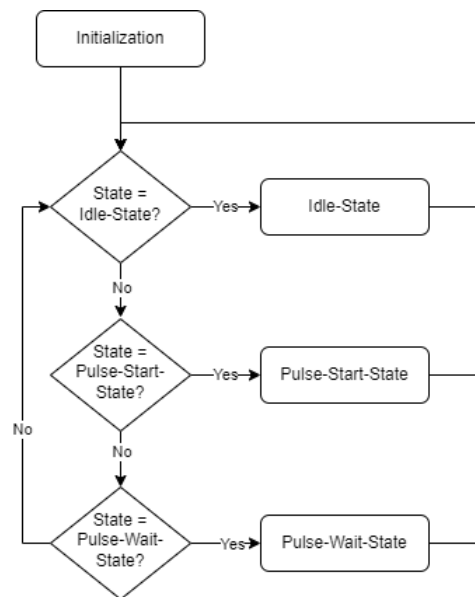 Initialization
State =
Idle-State?
Yes
Idle-State
No
State =
Pulse-Start-
State?
Yes
Pulse-Start-State
No
No
State =
Pulse-Wait-
State?
Yes
Pulse-Wait-State